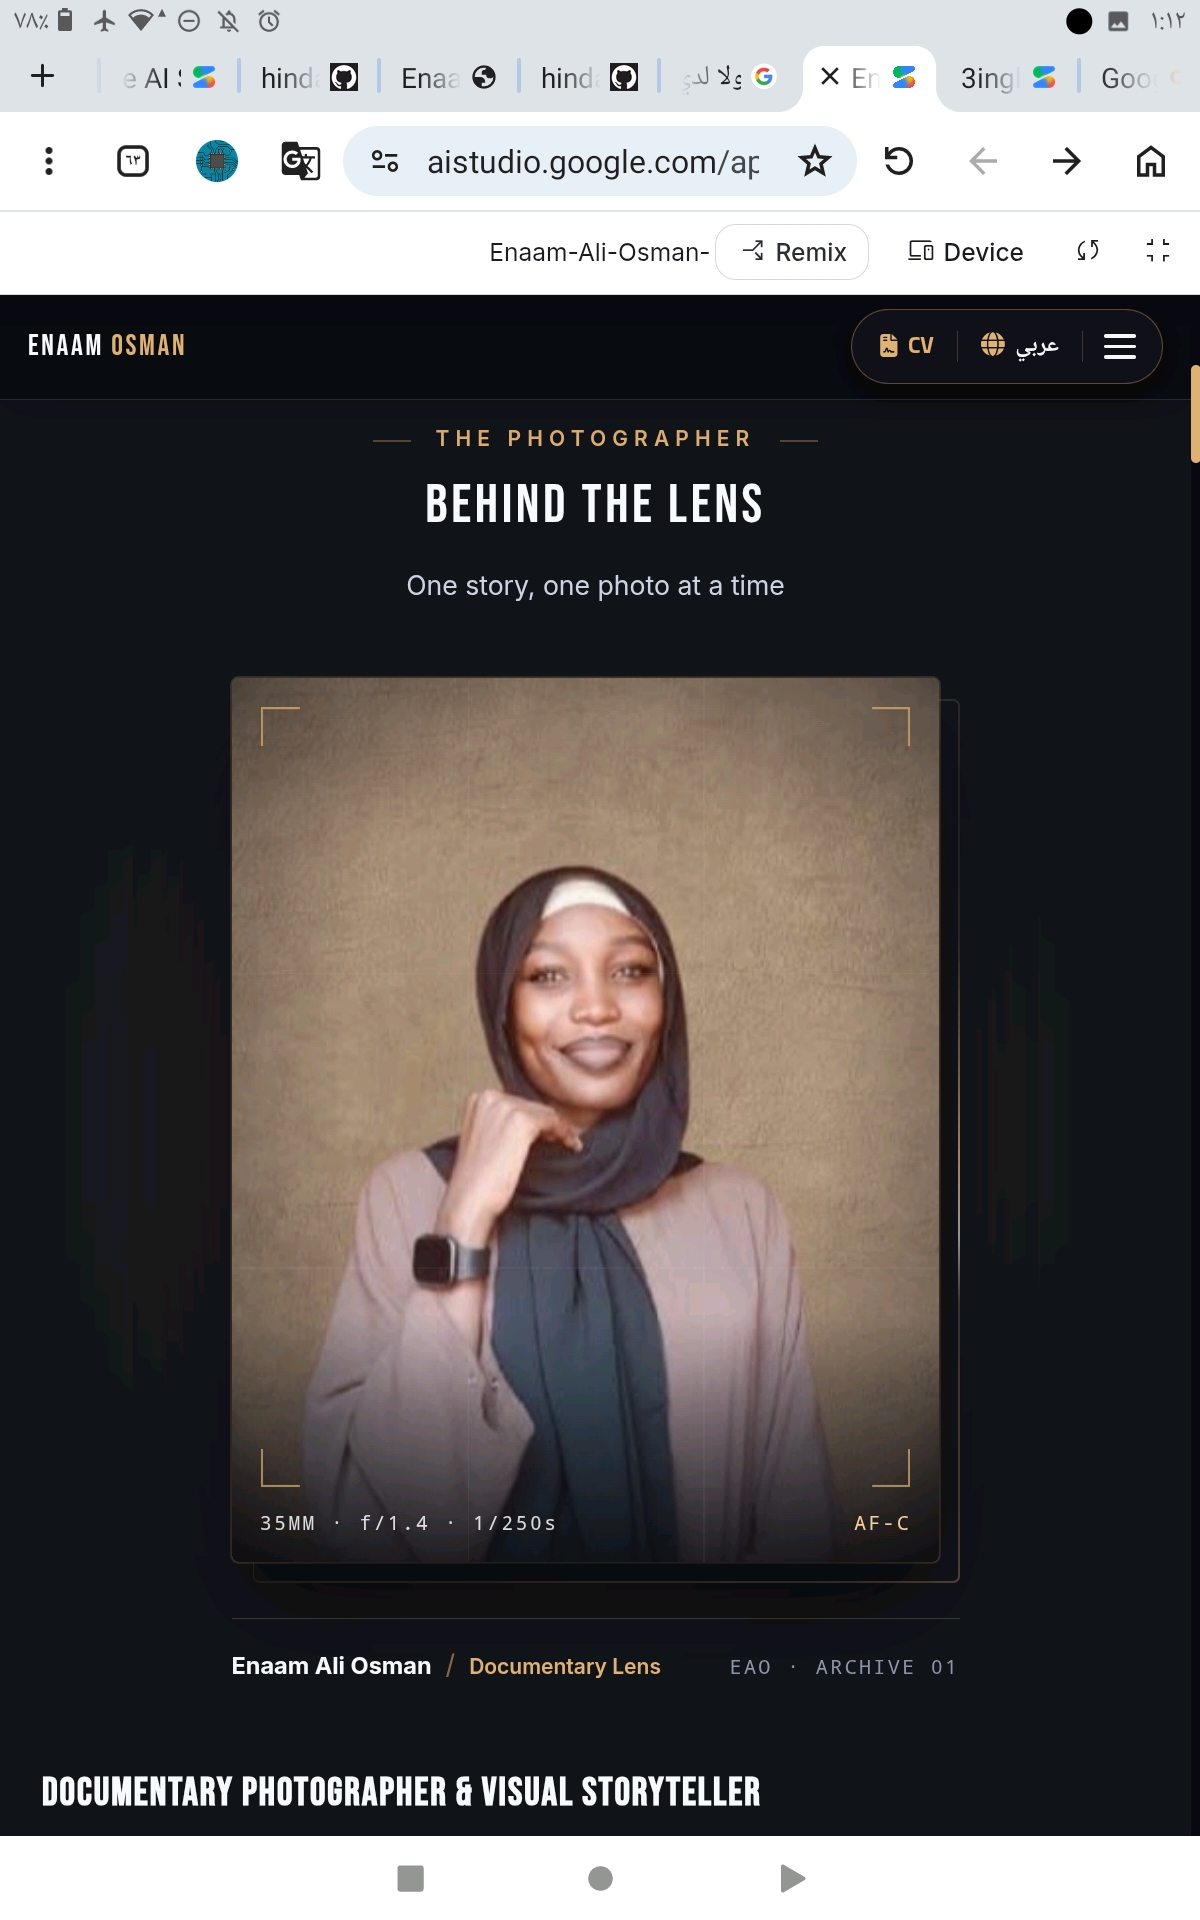 ٧٨٪ ١:١٢
e AI hind Enaa hind ولا لدي En 3ing Goo
٦٣ aistudio.google.com/ap
Enaam-Ali-Osman- Remix Device
ENAAM OSMAN CV عربي
THE PHOTOGRAPHER
BEHIND THE LENS
One story, one photo at a time
35MM · f/1.4 · 1/250s AF-C
Enaam Ali Osman / Documentary Lens EAO · ARCHIVE 01
DOCUMENTARY PHOTOGRAPHER & VISUAL STORYTELLER